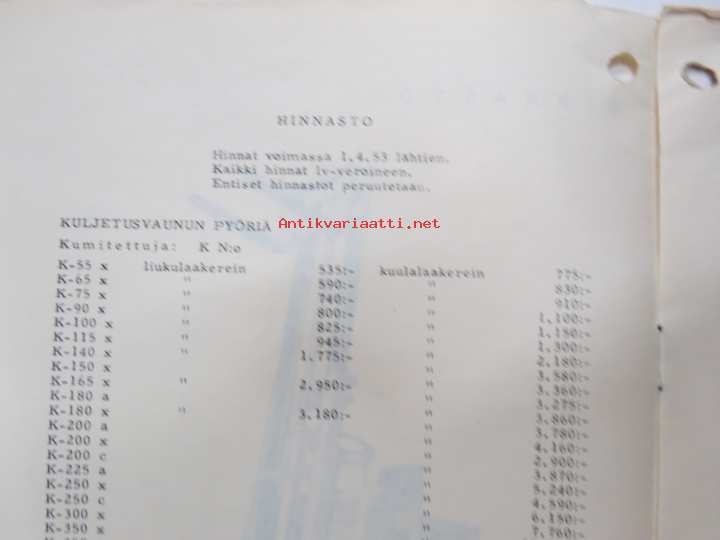 HINNASTO
Hinnat voimassa 1.4.53 lähtien.
Kaikki hinnat lv-veroineen.
Entiset hinnastot peruutetaan.
Antikvariaatti.net
KULJETUSVAUNUN PYÖRIÄ
Kumitettuja: K N:o
K-55 x liukulaakerein 535:- kuulalaakerein 775:-
K-65 x " 590:- " 830:-
K-75 x " 740:- " 910:-
K-90 x " 800:- " 1.100:-
K-100 x " 825:- " 1.150:-
K-115 x " 945:- " 1.300:-
K-140 x " 1.775:- " 2.180:-
K-150 x " 3.580:-
K-165 x " 2.950:- " 3.360:-
K-180 a " 3.275:-
K-180 x " 3.180:- " 3.860:-
K-200 a " 3.780:-
K-200 x " 4.160:-
K-200 c " 2.900:-
K-225 a " 3.870:-
K-250 x " 5.240:-
K-250 c " 4.590:-
K-300 x " 6.150:-
K-350 x " 7.760:-